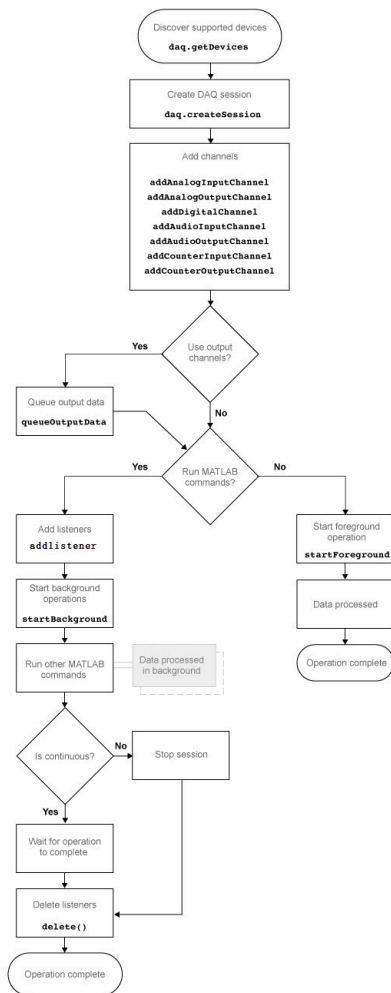 Discover supported devices
daq.getDevices
Create DAQ session
daq.createSession
Add channels
addAnalogInputChannel
addAnalogOutputChannel
addDigitalChannel
addAudioInputChannel
addAudioOutputChannel
addCounterInputChannel
addCounterOutputChannel
Yes
Use output
channels?
Queue output data
queueOutputData
No
Yes
Run MATLAB
commands?
No
Add listeners
addlistener
Start foreground
operation
startForeground
Start background
operations
startBackground
Data processed
Run other MATLAB
commands
Data processed
in background
Operation complete
Is continuous?
No
Stop session
Yes
Wait for operation
to complete
Delete listeners
delete()
Operation complete